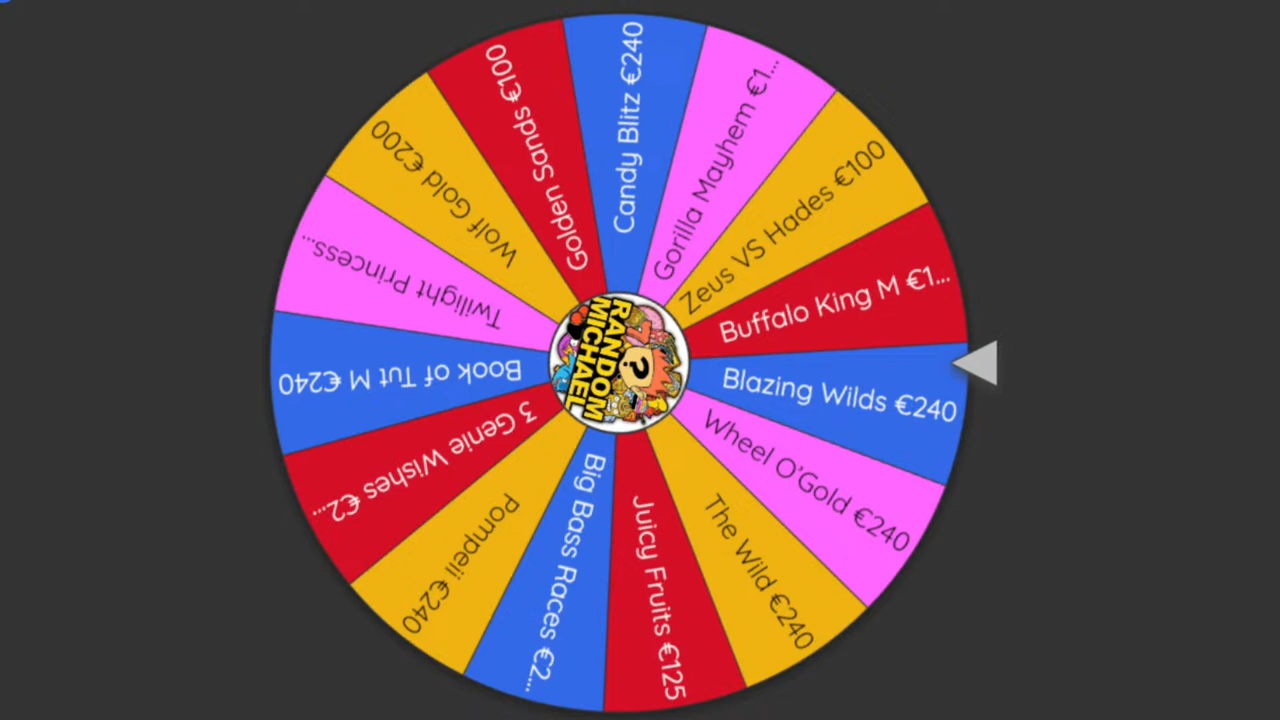 Candy Blitz €240
Gorilla Mayhem €1...
Zeus VS Hades €100
Buffalo King M €1...
Blazing Wilds €240
Wheel O'Gold €240
The Wild €240
Juicy Fruits €125
Big Bass Races €2...
Pompeii €240
3 Genie Wishes €2...
Book of Tut M €240
Twilight Princess...
Wolf Gold €200
Golden Sands €100
RANDOM
MICHAEL
?